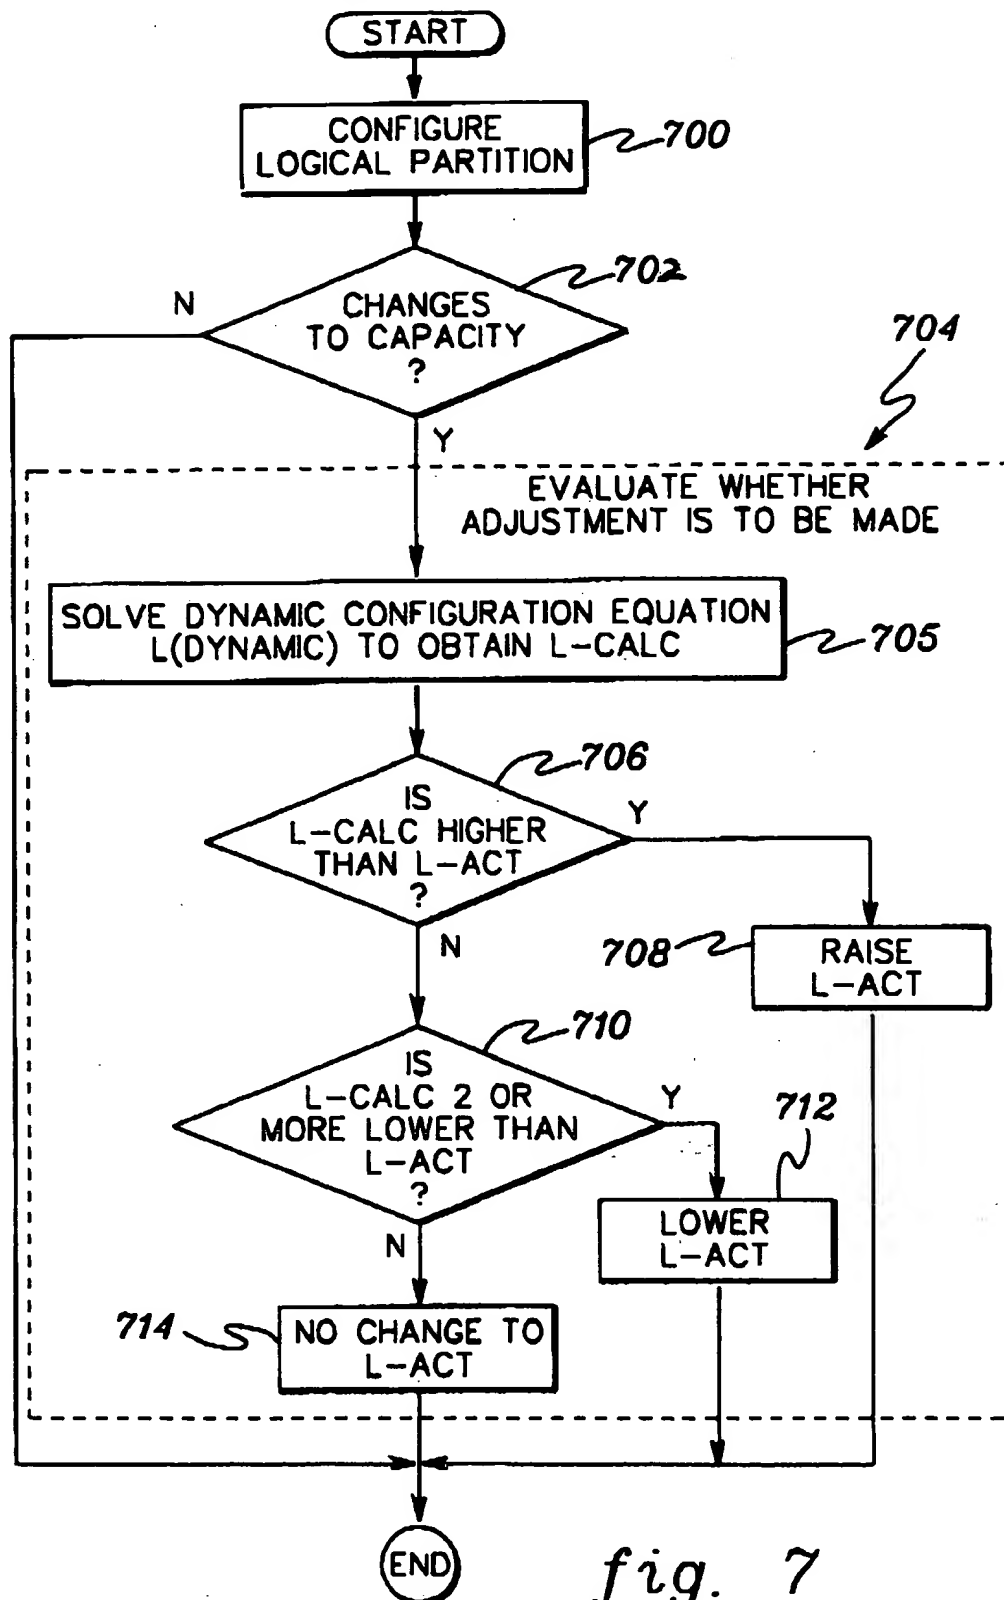 START
CONFIGURE
LOGICAL PARTITION
700
702
CHANGES
TO CAPACITY
?
N
Y
704
EVALUATE WHETHER
ADJUSTMENT IS TO BE MADE
SOLVE DYNAMIC CONFIGURATION EQUATION
L(DYNAMIC) TO OBTAIN L-CALC
705
706
IS
L-CALC HIGHER
THAN L-ACT
?
Y
N
708
RAISE
L-ACT
710
IS
L-CALC 2 OR
MORE LOWER THAN
L-ACT
?
Y
N
712
LOWER
L-ACT
714
NO CHANGE TO
L-ACT
END
fig. 7